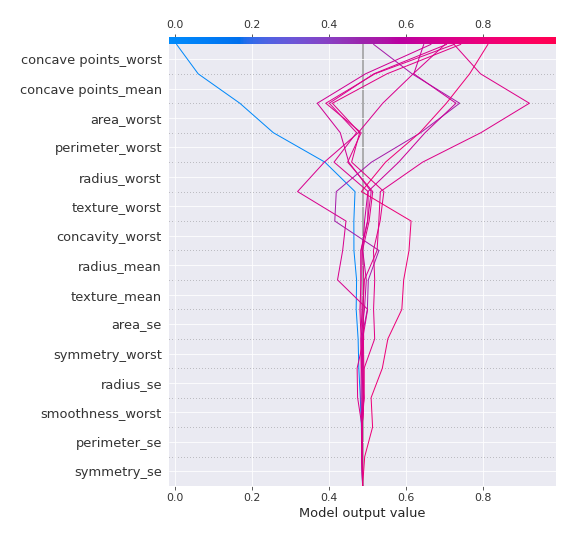 0.0 0.2 0.4 0.6 0.8
concave points_worst
concave points_mean
area_worst
perimeter_worst
radius_worst
texture_worst
concavity_worst
radius_mean
texture_mean
area_se
symmetry_worst
radius_se
smoothness_worst
perimeter_se
symmetry_se
0.0 0.2 0.4 0.6 0.8
Model output value